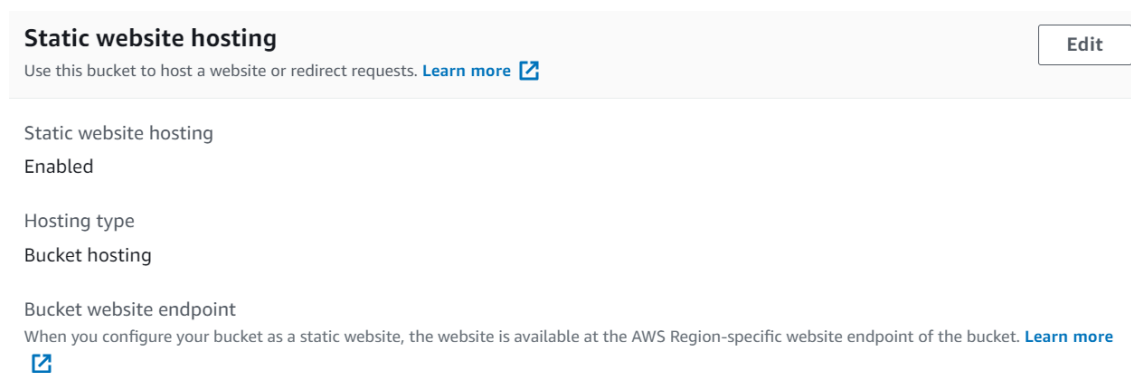 Static website hosting
Edit
Use this bucket to host a website or redirect requests. Learn more
Static website hosting
Enabled
Hosting type
Bucket hosting
Bucket website endpoint
When you configure your bucket as a static website, the website is available at the AWS Region-specific website endpoint of the bucket. Learn more